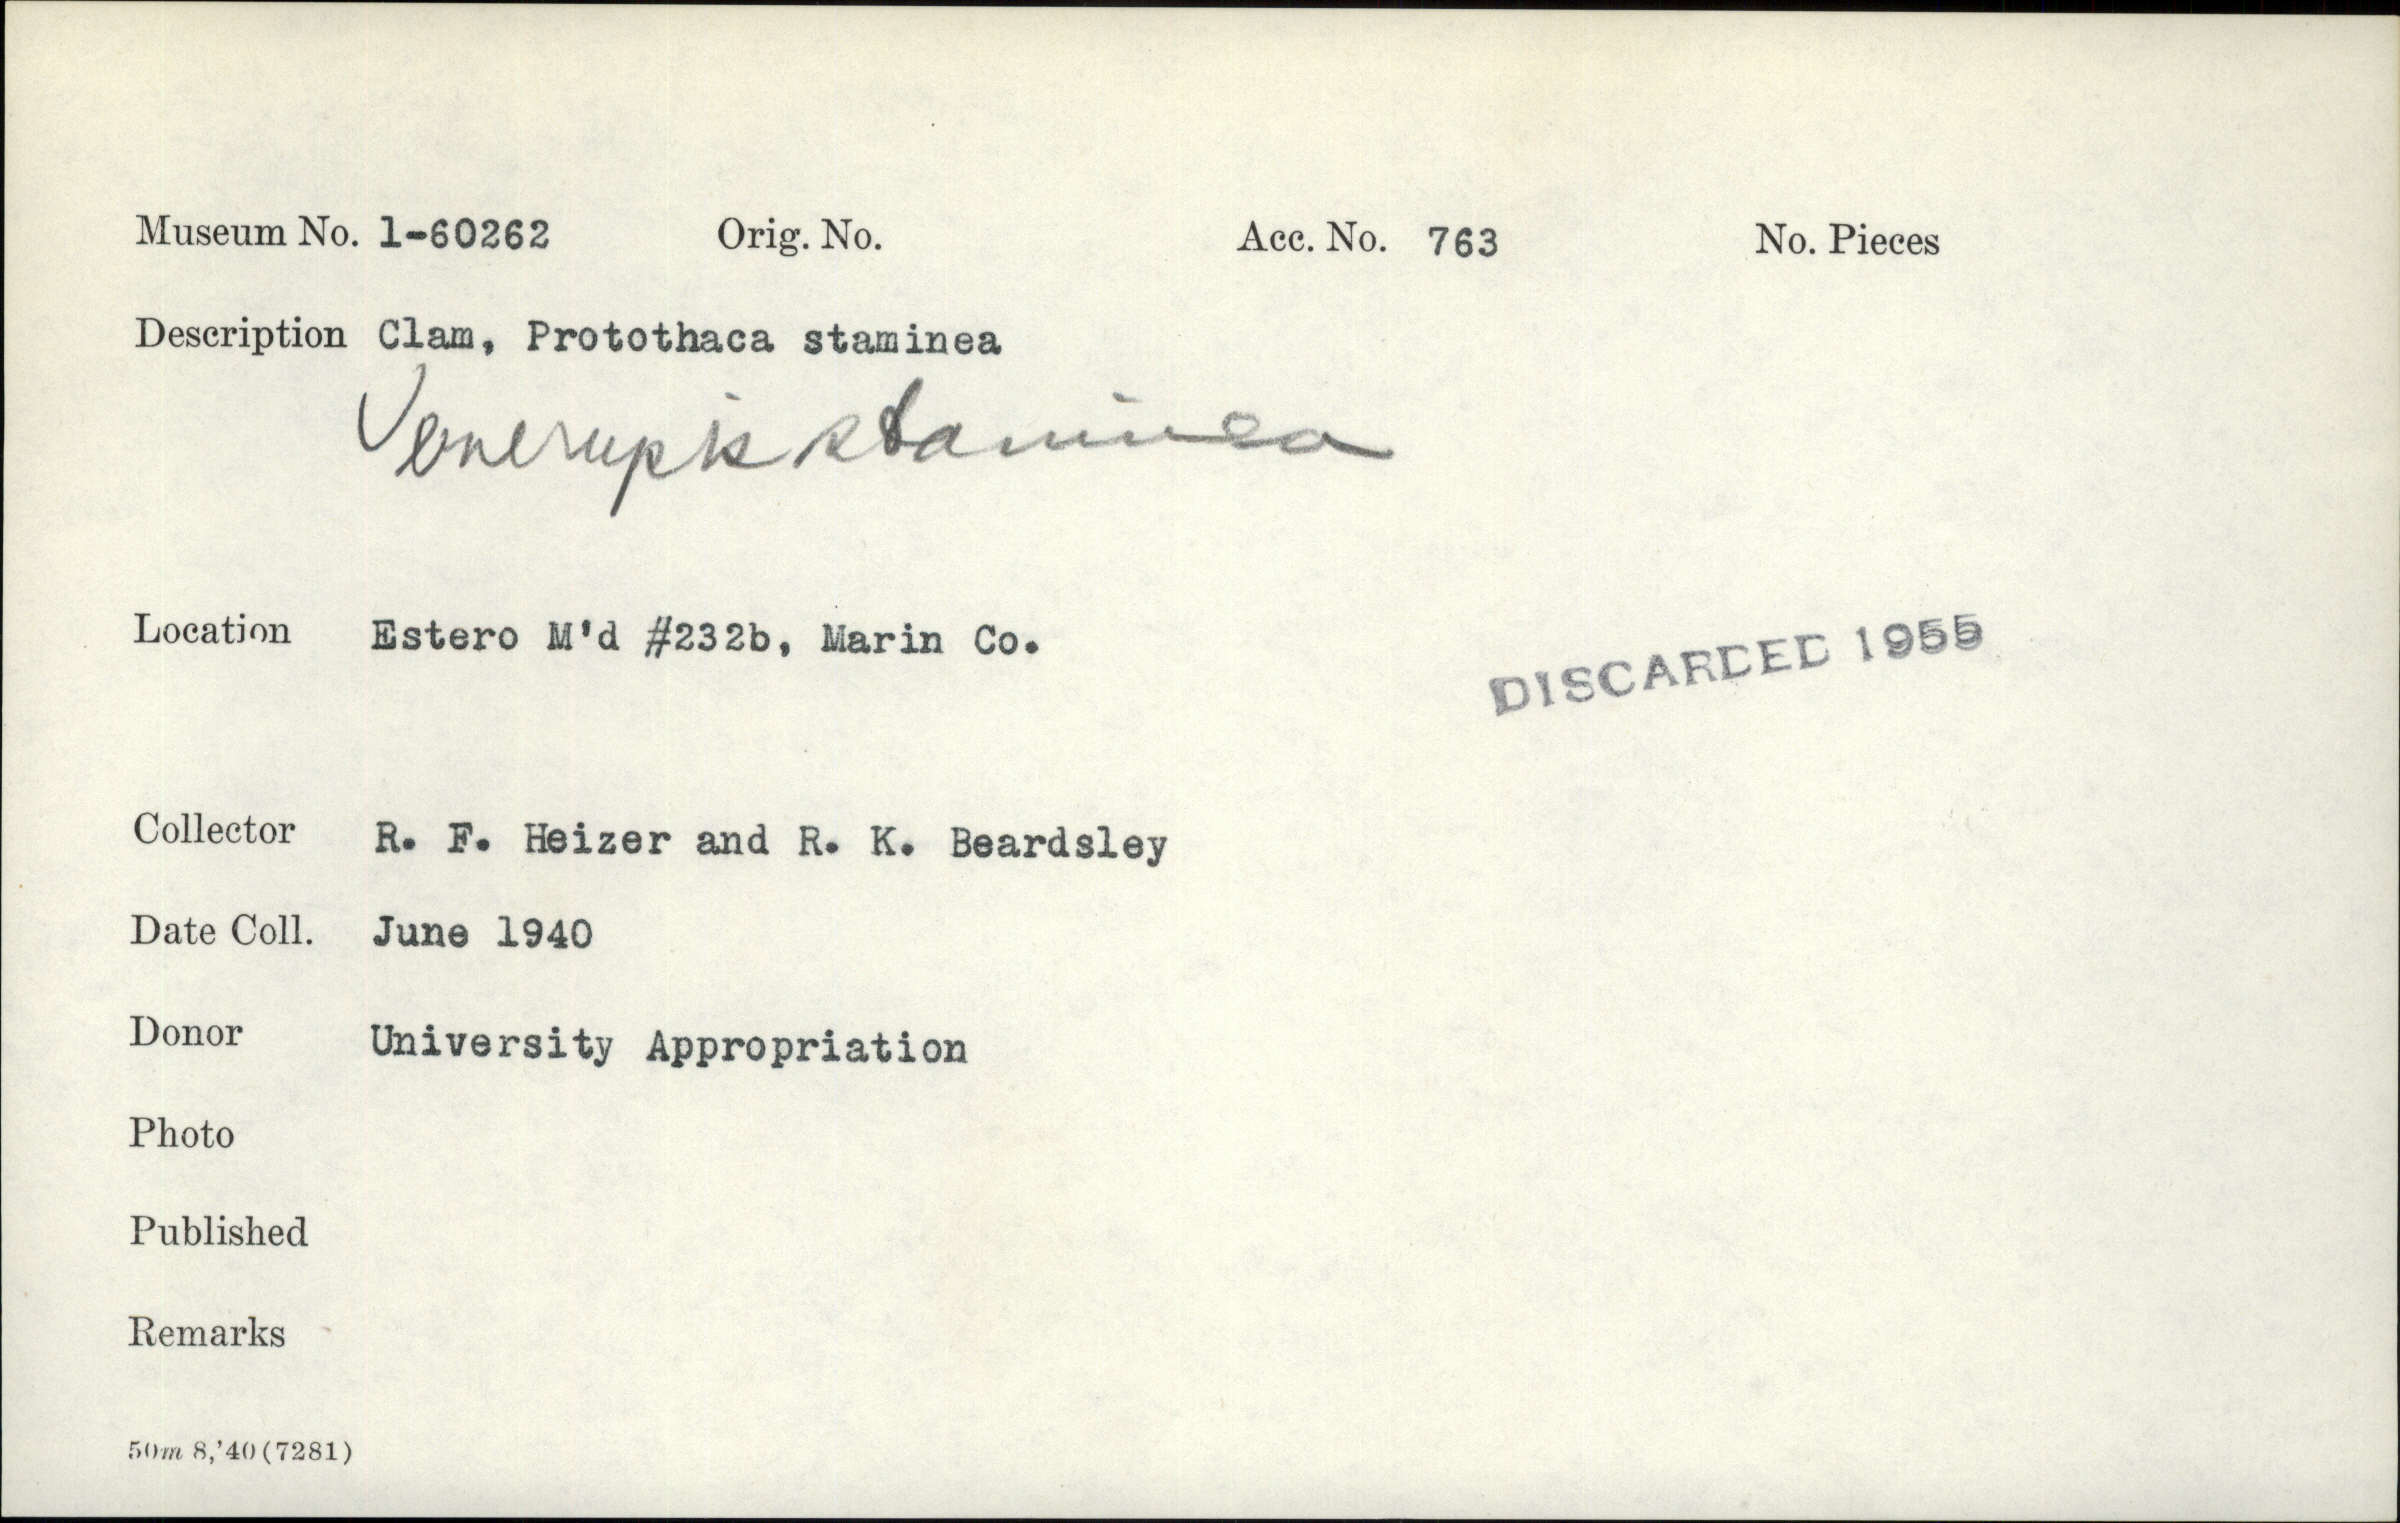 Museum No. 1-60262 Orig. No. Acc. No. 763 No. Pieces
Description Clam, Protothaca staminea
Venerupis staminea
Location Estero M'd #232b, Marin Co.
DISCARDED 1955
Collector R. F. Heizer and R. K. Beardsley
Date Coll. June 1940
Donor University Appropriation
Photo
Published
Remarks
50m 8,'40(7281)